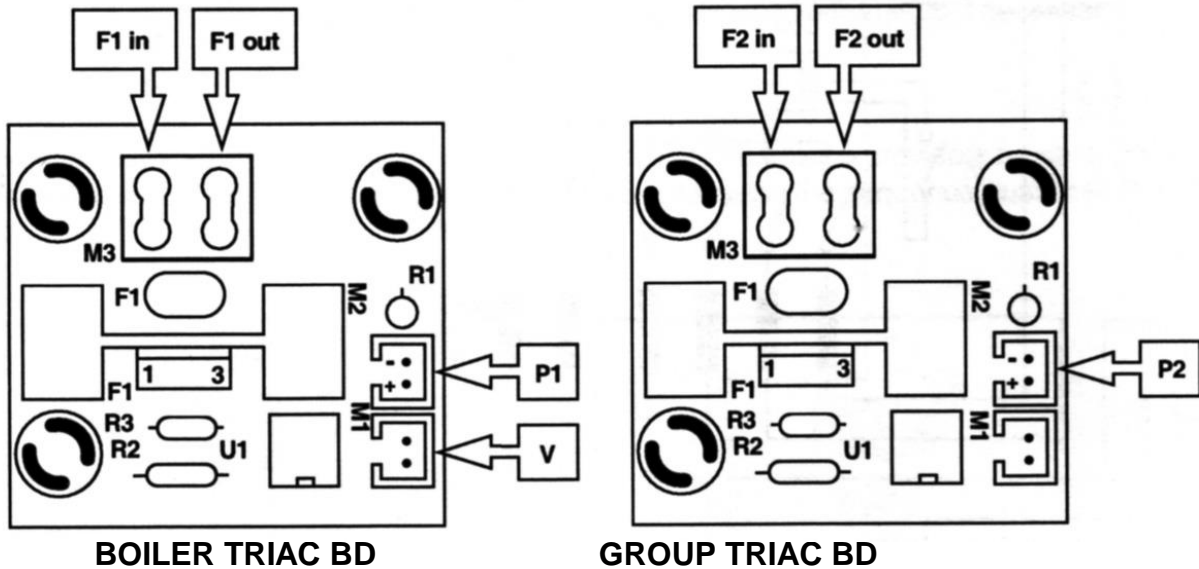 F1 in
F1 out
F2 in
F2 out
M3
R1
F1
M2
-
+
1
3
F1
P1
R3
R2
U1
M1
V
M3
R1
F1
M2
-
+
1
3
F1
P2
R3
R2
U1
M1
BOILER TRIAC BD
GROUP TRIAC BD